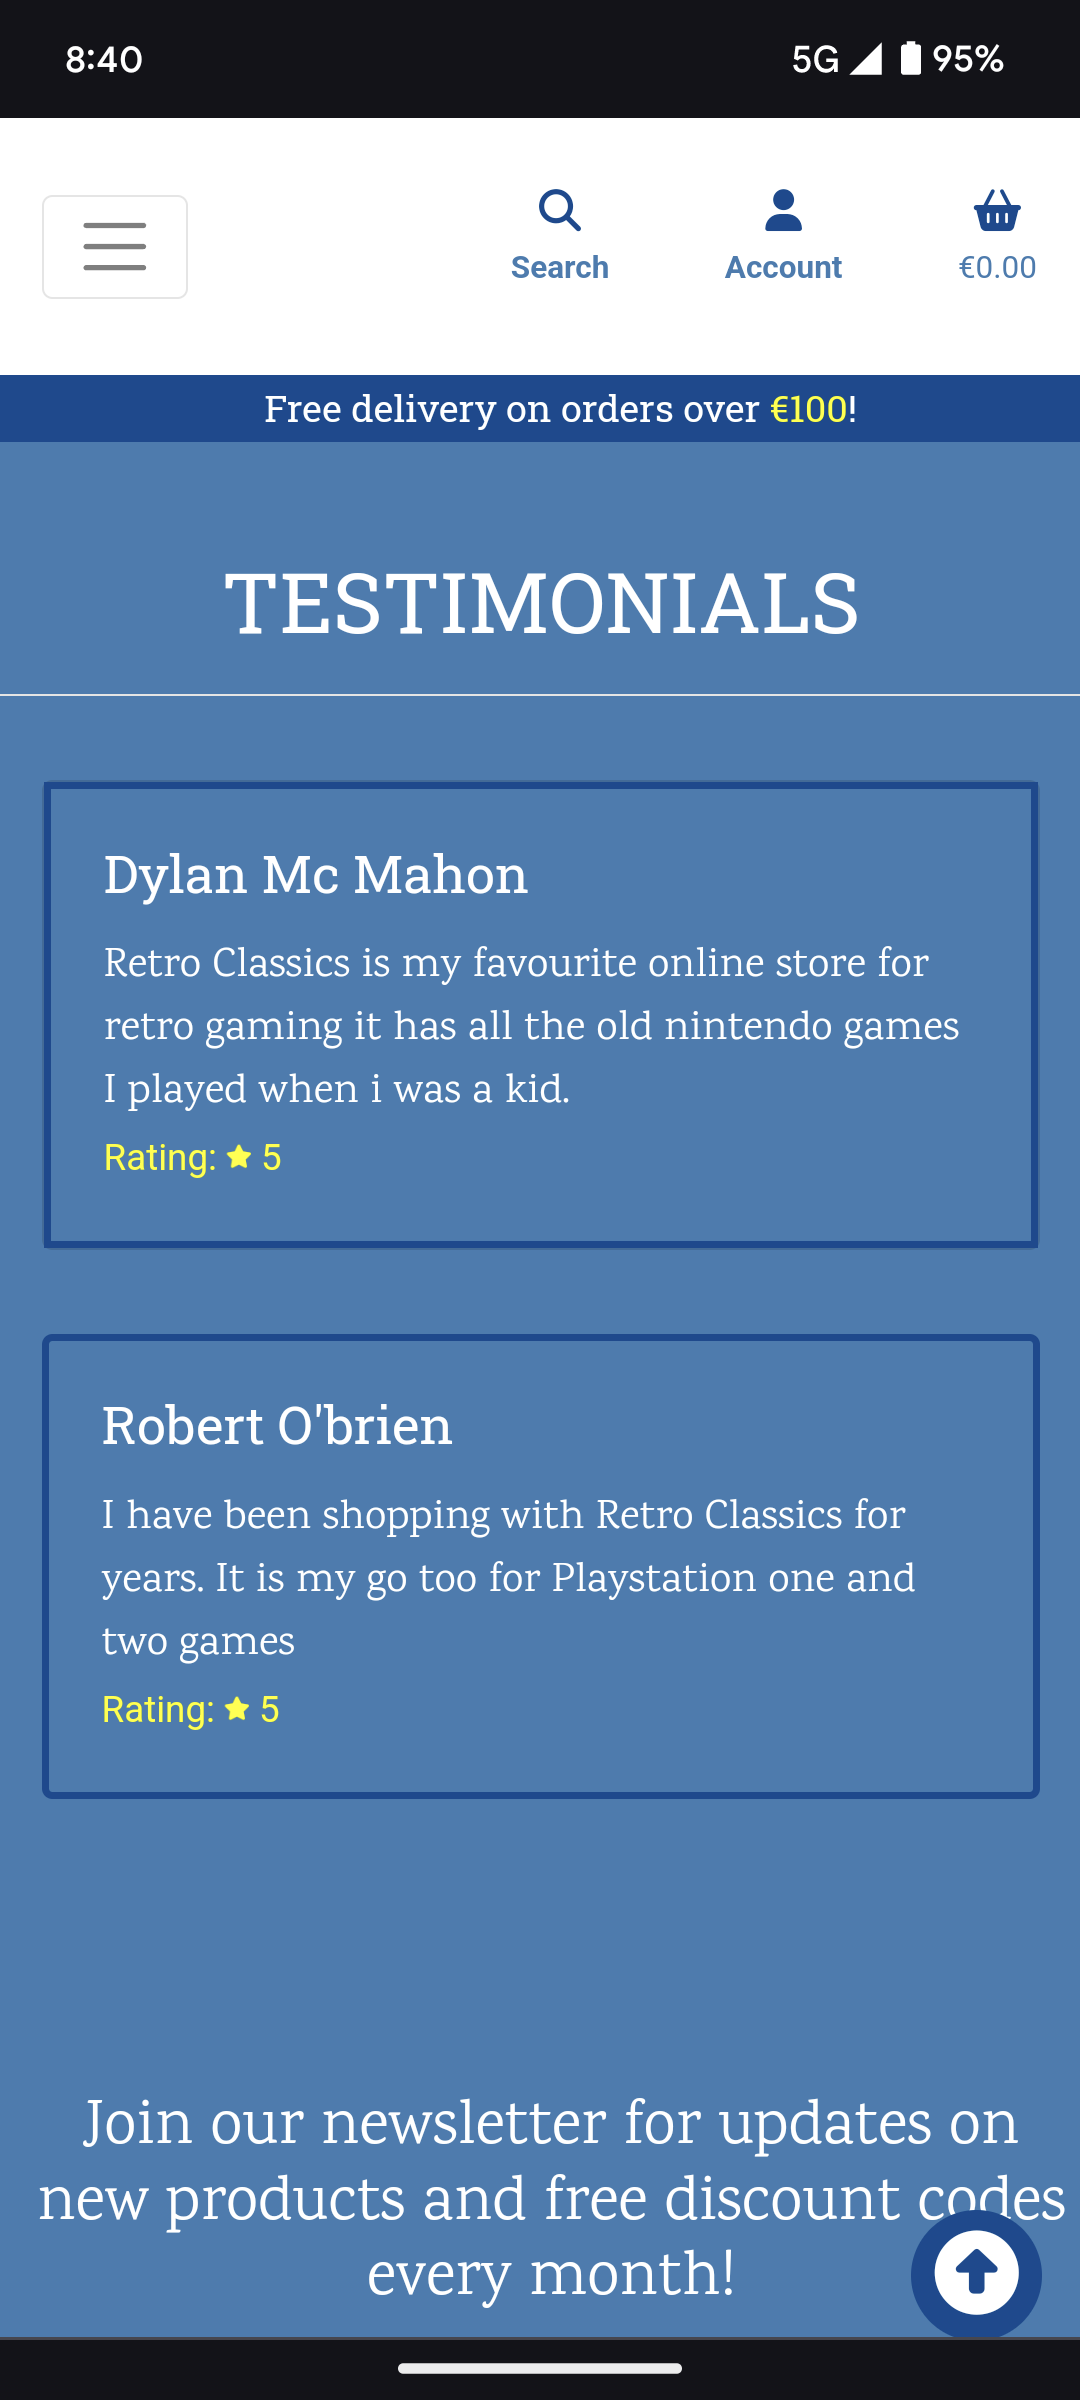 8:40
5G 95%
Search
Account
€0.00
Free delivery on orders over €100!
TESTIMONIALS
Dylan Mc Mahon
Retro Classics is my favourite online store for
retro gaming it has all the old nintendo games
I played when i was a kid.
Rating: 5
Robert O'brien
I have been shopping with Retro Classics for
years. It is my go too for Playstation one and
two games
Rating: 5
Join our newsletter for updates on
new products and free discount codes
every month!